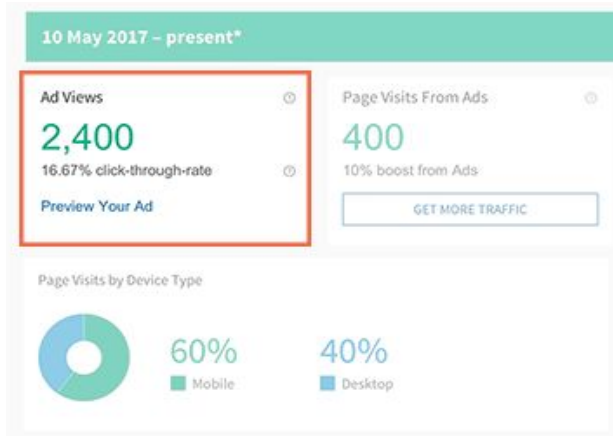 10 May 2017 – present*
Ad Views
2,400
16.67% click-through-rate
Preview Your Ad
Page Visits From Ads
400
10% boost from Ads
GET MORE TRAFFIC
Page Visits by Device Type
60%
Mobile
40%
Desktop